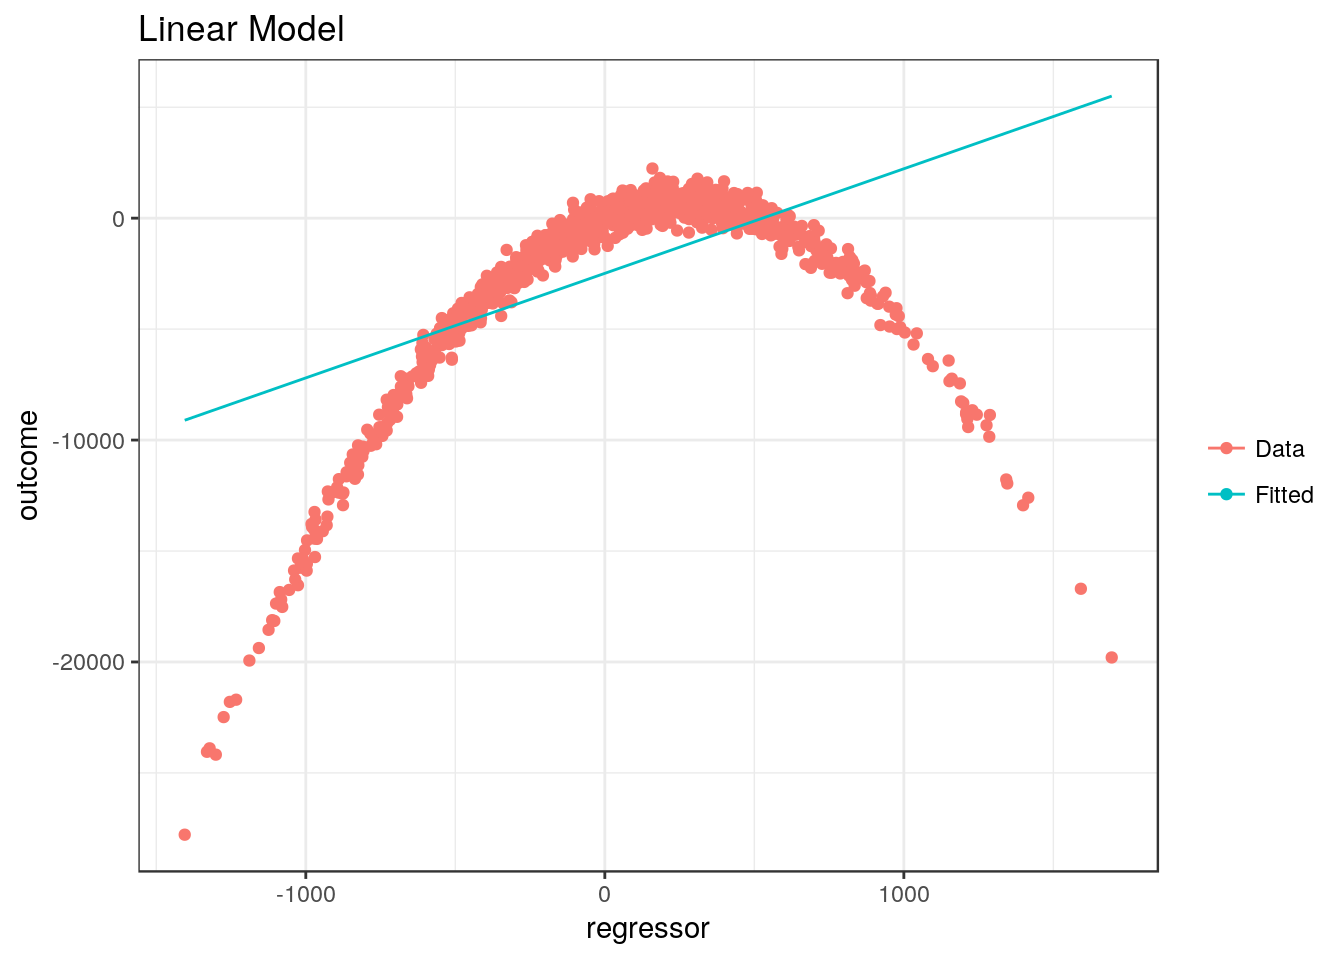 Linear Model
outcome
0
-10000
-20000
-1000
0
1000
regressor
Data
Fitted